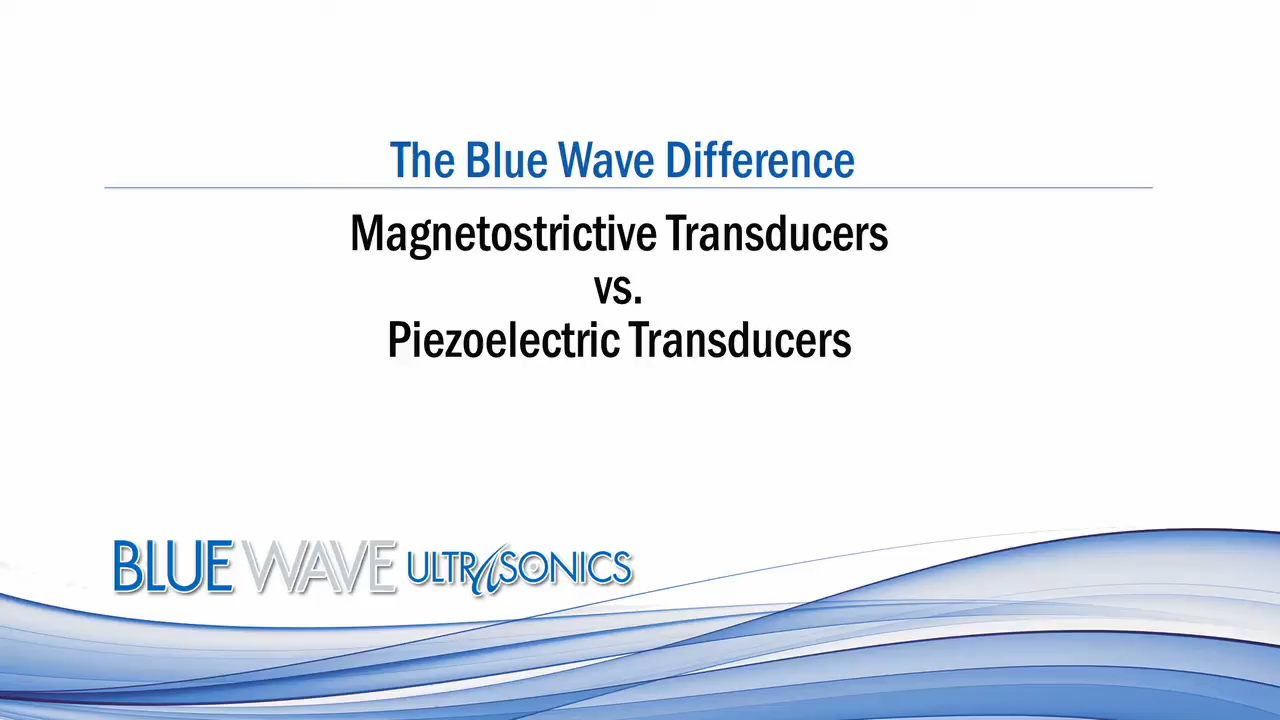 The Blue Wave Difference
Magnetostrictive Transducers
vs.
Piezoelectric Transducers
BLUE WAVE ULTRASONICS